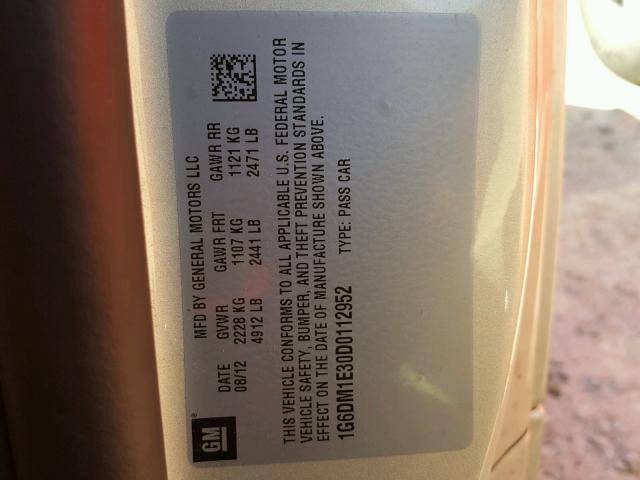 MFD BY GENERAL MOTORS LLC
DATE GVWR GAWR FRT GAWR RR
08/12 2228 KG 1107 KG 1121 KG
4912 LB 2441 LB 2471 LB
GM®
THIS VEHICLE CONFORMS TO ALL APPLICABLE U.S. FEDERAL MOTOR
VEHICLE SAFETY, BUMPER, AND THEFT PREVENTION STANDARDS IN
EFFECT ON THE DATE OF MANUFACTURE SHOWN ABOVE.
1G6DM1E30D0112952 TYPE: PASS CAR